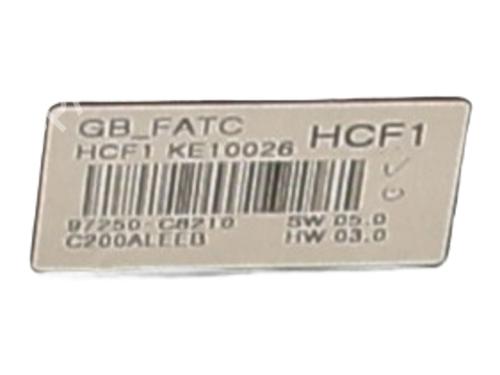 GB_FATC HCF1
HCF1 KE10026
97250-C8210 SW 05.0
C200ALEEB HW 03.0